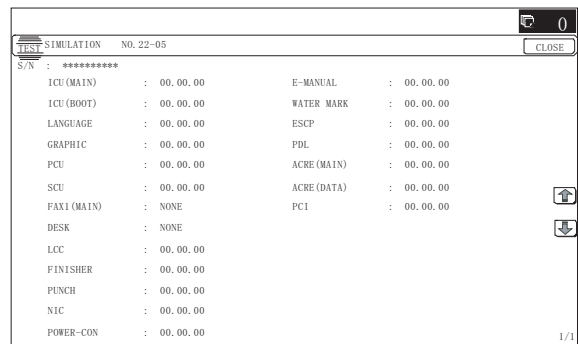 0
TEST SIMULATION NO. 22-05
CLOSE
S/N : **********
ICU(MAIN) : 00. 00. 00 E-MANUAL : 00. 00. 00
ICU(BOOT) : 00. 00. 00 WATER MARK : 00. 00. 00
LANGUAGE : 00. 00. 00 ESCP : 00. 00. 00
GRAPHIC : 00. 00. 00 PDL : 00. 00. 00
PCU : 00. 00. 00 ACRE(MAIN) : 00. 00. 00
SCU : 00. 00. 00 ACRE(DATA) : 00. 00. 00
FAX1(MAIN) : NONE PCI : 00. 00. 00
DESK : NONE
LCC : 00. 00. 00
FINISHER : 00. 00. 00
PUNCH : 00. 00. 00
NIC : 00. 00. 00
POWER-CON : 00. 00. 00
1/1